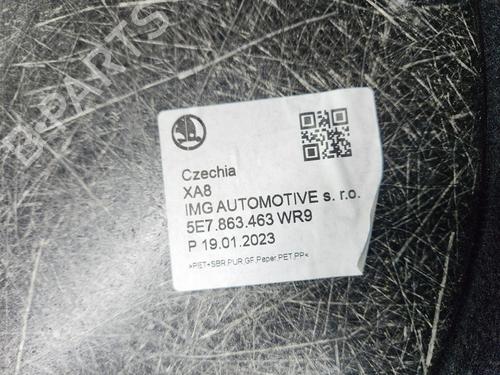 B-PARTS
Czechia
XA8
IMG AUTOMOTIVE s. r.o.
5E7.863.463 WR9
P 19.01.2023
>PET+SBR.PUR.GF.Paper.PET.PP<